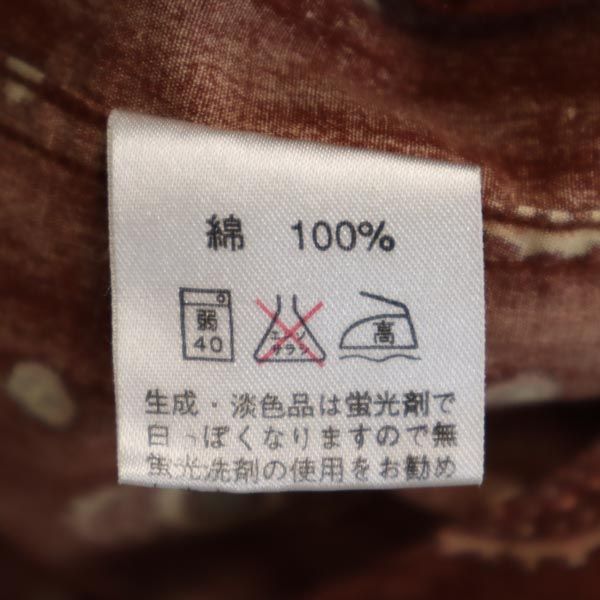 綿 100%
弱
40
エンソ
サラシ
高
生成・淡色品は蛍光剤で
白っぽくなりますので無
蛍光洗剤の使用をお勧め